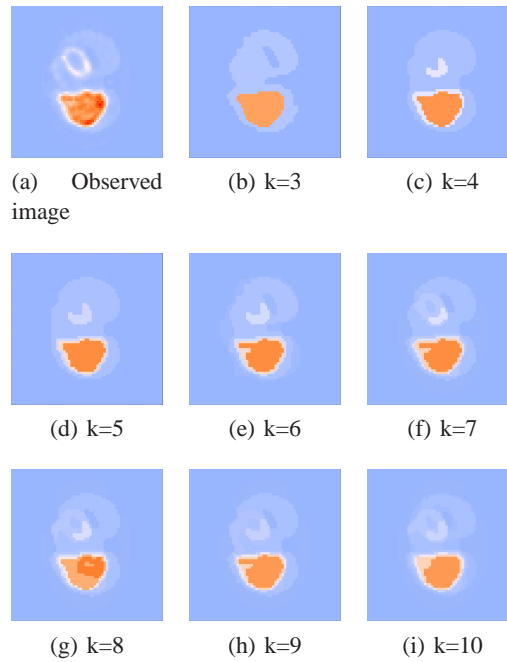 (a) Observed
image
(b) k=3
(c) k=4
(d) k=5
(e) k=6
(f) k=7
(g) k=8
(h) k=9
(i) k=10